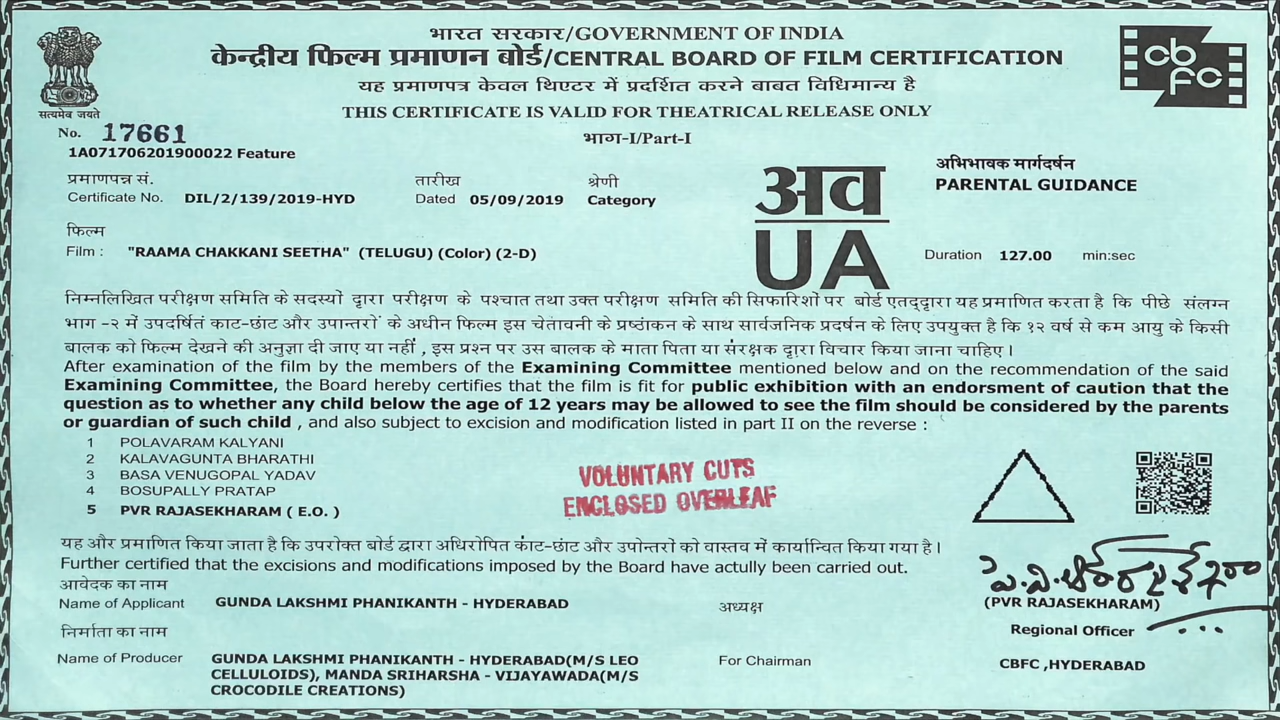 भारत सरकार/GOVERNMENT OF INDIA
केन्द्रीय फिल्म प्रमाणन बोर्ड/CENTRAL BOARD OF FILM CERTIFICATION
यह प्रमाणपत्र केवल थिएटर में प्रदर्शित करने बाबत विधिमान्य है
THIS CERTIFICATE IS VALID FOR THEATRICAL RELEASE ONLY
सत्यमेव जयते
cb
fc
No. 17661
भाग-I/Part-I
1A071706201900022 Feature
अव
UA
अभिभावक मार्गदर्षन
PARENTAL GUIDANCE
प्रमाणपत्र सं. तारीख श्रेणी
Certificate No. DIL/2/139/2019-HYD Dated 05/09/2019 Category
फिल्म
Film : "RAAMA CHAKKANI SEETHA" (TELUGU) (Color) (2-D) Duration 127.00 min:sec
निम्नलिखित परीक्षण समिति के सदस्यों द्वारा परीक्षण के पश्चात तथा उक्त परीक्षण समिति की सिफारिशों पर बोर्ड एतद्द्वारा यह प्रमाणित करता है कि पीछे संलग्न
भाग -२ में उपदर्षित काट-छांट और उपान्तरों के अधीन फिल्म इस चेतावनी के प्रष्ठांकन के साथ सार्वजनिक प्रदर्षन के लिए उपयुक्त है कि १२ वर्ष से कम आयु के किसी
बालक को फिल्म देखने की अनुज्ञा दी जाए या नहीं , इस प्रश्न पर उस बालक के माता पिता या संरक्षक द्वारा विचार किया जाना चाहिए ।
After examination of the film by the members of the Examining Committee mentioned below and on the recommendation of the said
Examining Committee, the Board hereby certifies that the film is fit for public exhibition with an endorsment of caution that the
question as to whether any child below the age of 12 years may be allowed to see the film should be considered by the parents
or guardian of such child , and also subject to excision and modification listed in part II on the reverse :
1 POLAVARAM KALYANI
2 KALAVAGUNTA BHARATHI
3 BASA VENUGOPAL YADAV
4 BOSUPALLY PRATAP
5 PVR RAJASEKHARAM ( E.O. )
VOLUNTARY CUTS
ENCLOSED OVERLEAF
यह और प्रमाणित किया जाता है कि उपरोक्त बोर्ड द्वारा अधिरोपित कांट-छांट और उपोन्तरों को वास्तव में कार्यान्वित किया गया है ।
Further certified that the excisions and modifications imposed by the Board have actully been carried out.
आवेदक का नाम
Name of Applicant GUNDA LAKSHMI PHANIKANTH - HYDERABAD अध्यक्ष (PVR RAJASEKHARAM)
निर्माता का नाम Regional Officer
Name of Producer GUNDA LAKSHMI PHANIKANTH - HYDERABAD(M/S LEO For Chairman CBFC ,HYDERABAD
CELLULOIDS), MANDA SRIHARSHA - VIJAYAWADA(M/S
CROCODILE CREATIONS)